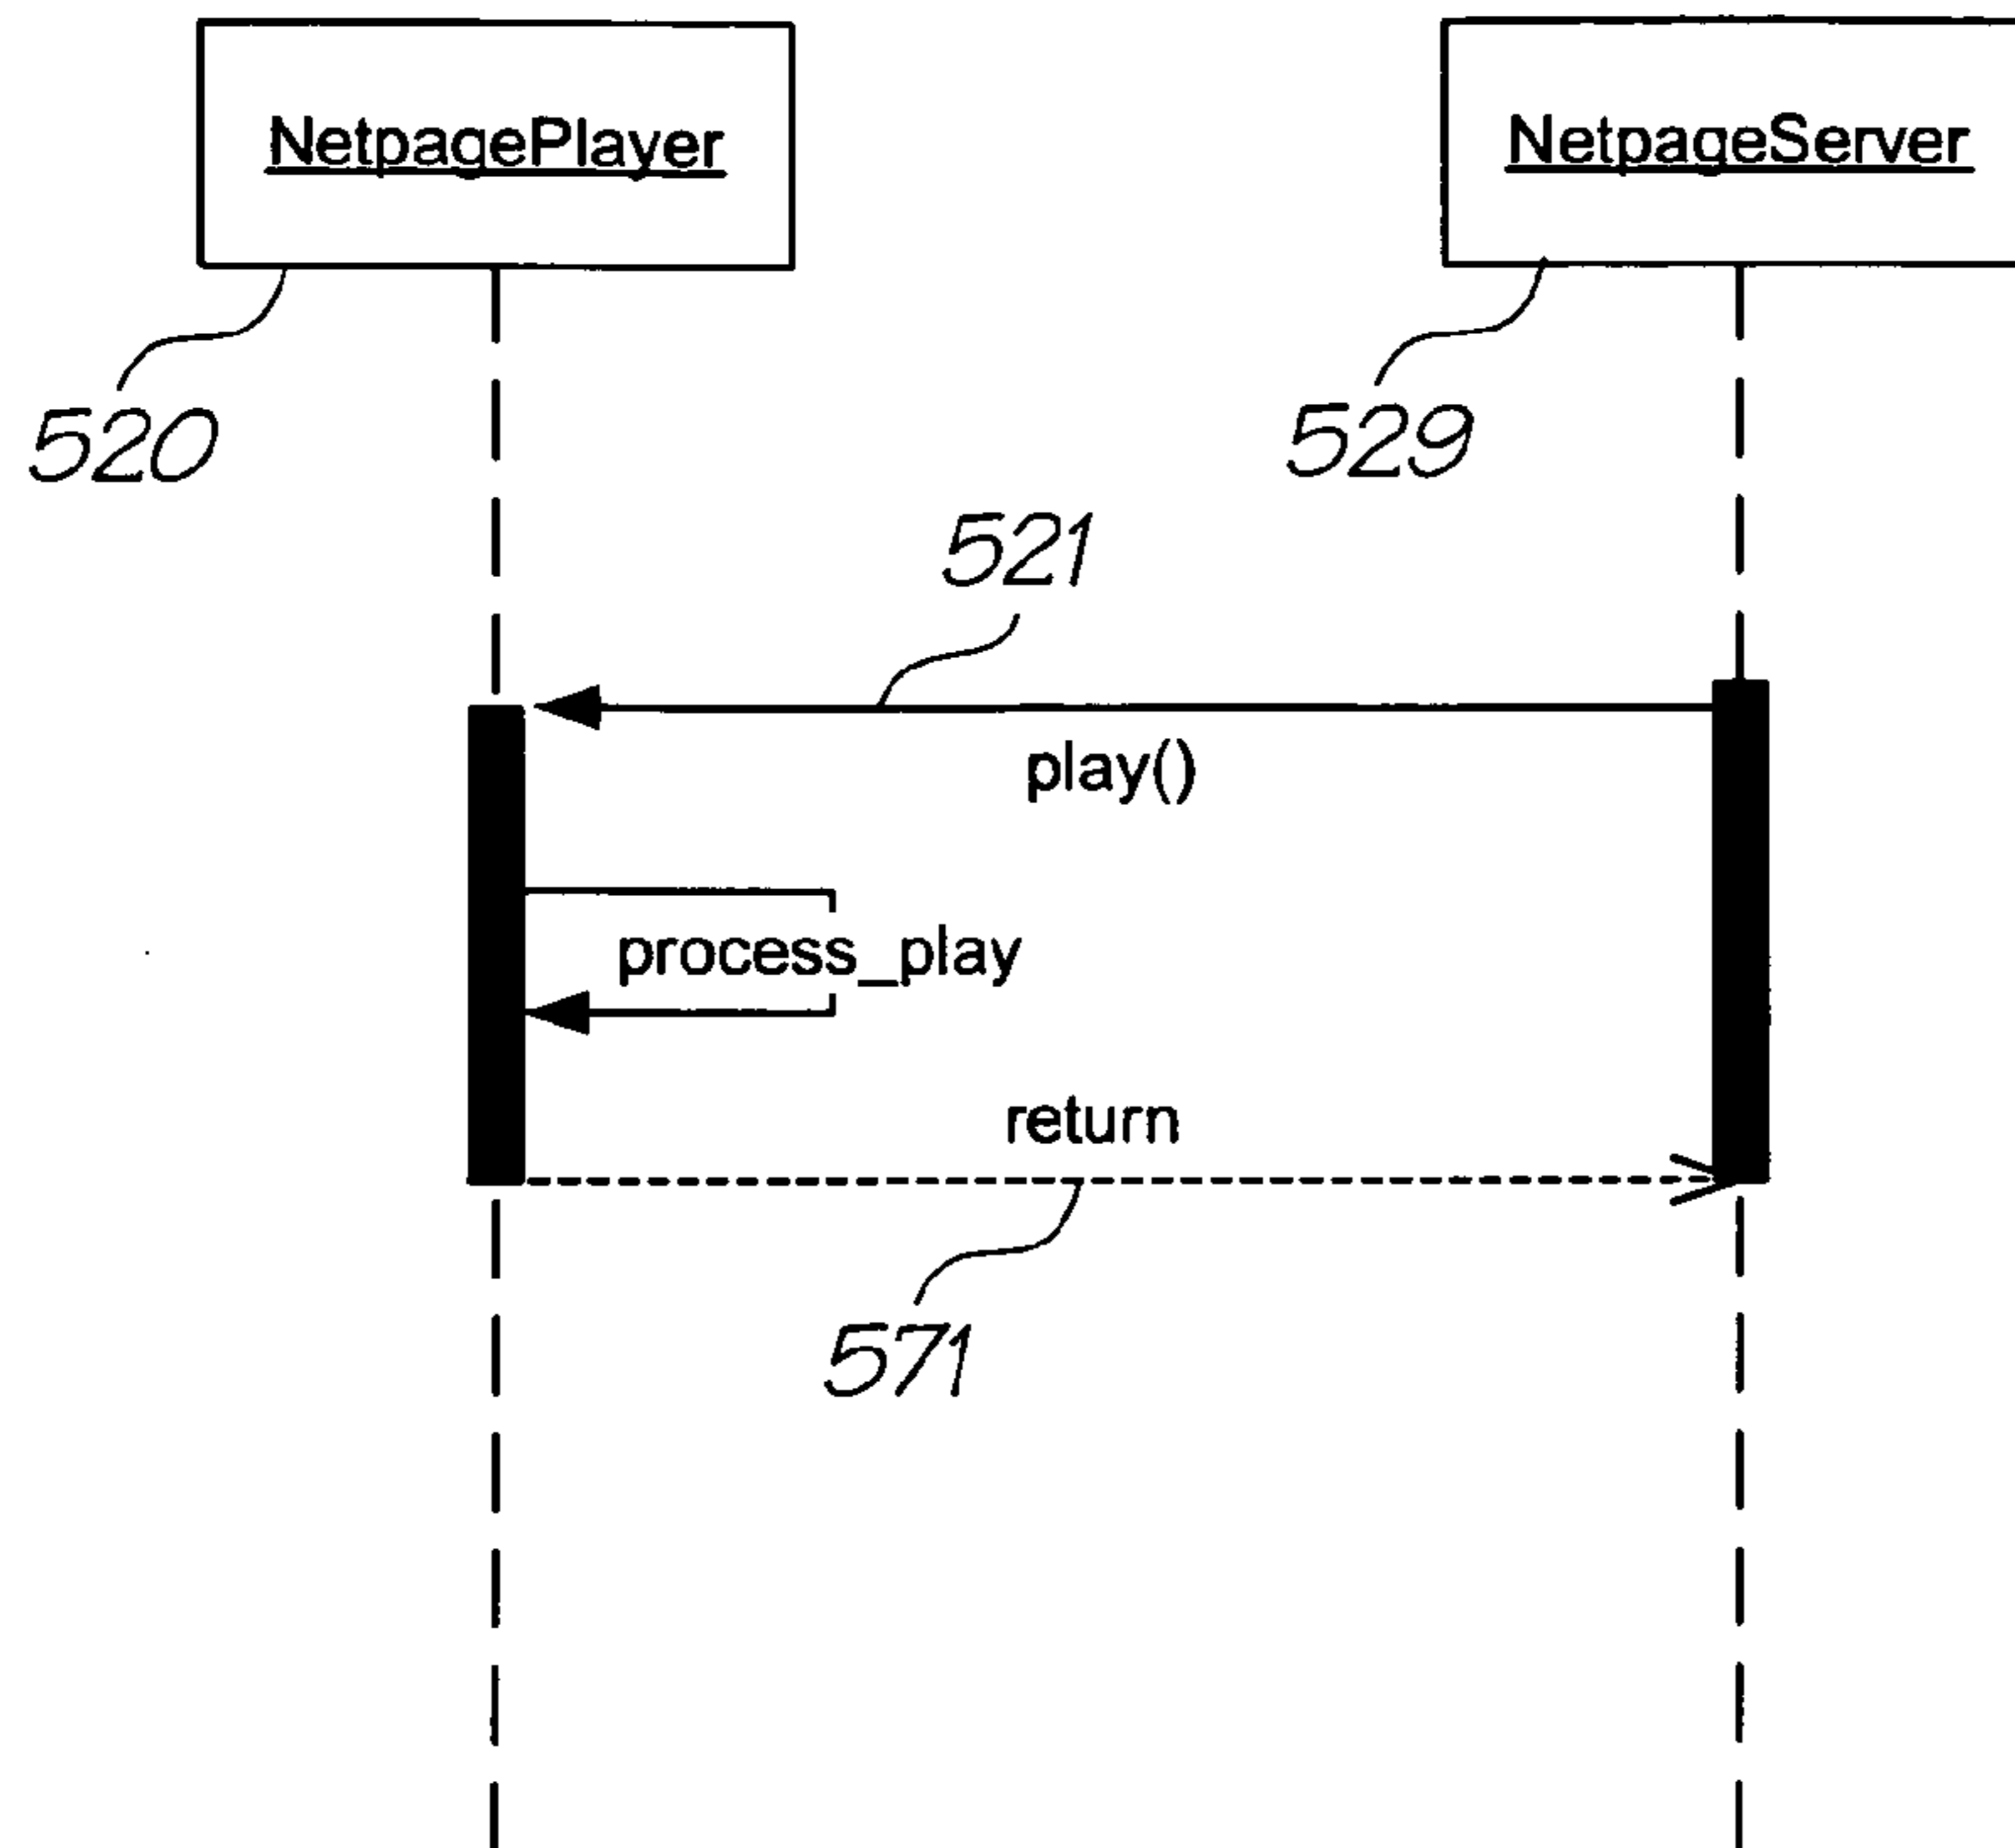 NetpagePlayer
NetpageServer
520
529
521
play()
process_play
return
571